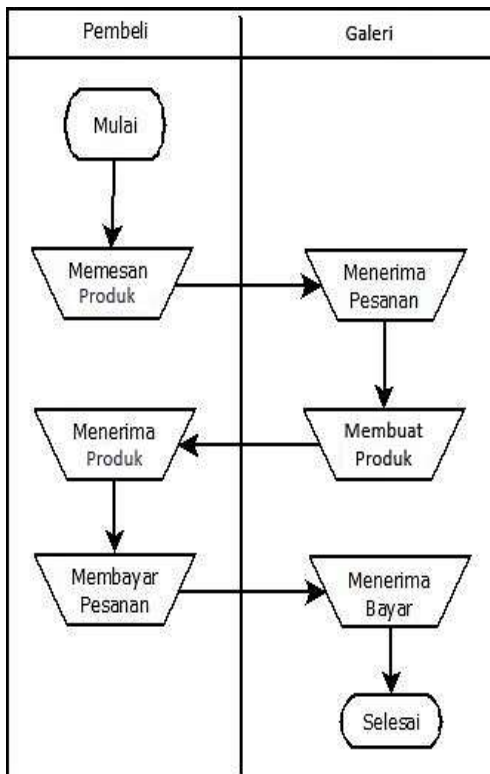 Pembeli
Galeri
Mulai
Memesan
Produk
Menerima
Pesanan
Membuat
Produk
Menerima
Produk
Membayar
Pesanan
Menerima
Bayar
Selesai